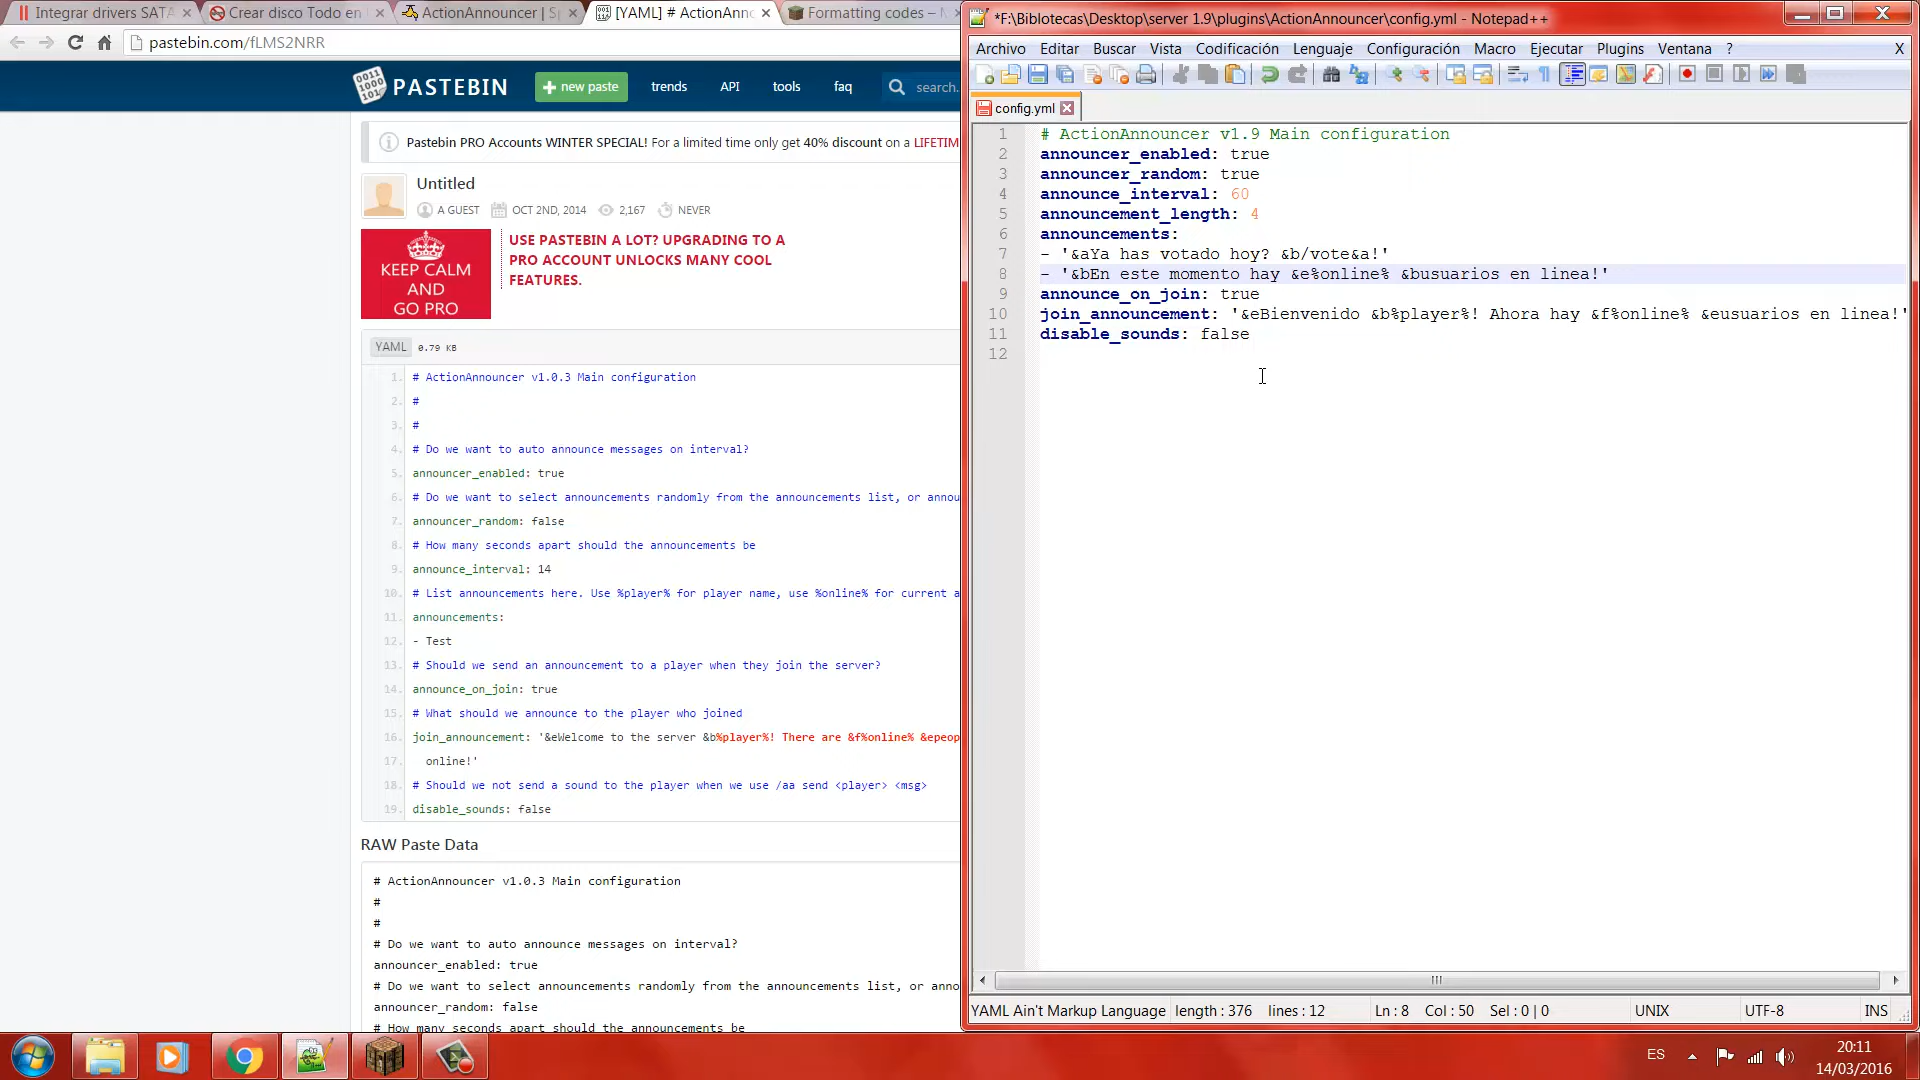 Integrar drivers SATA
Crear disco Todo en
ActionAnnouncer | Sp
[YAML] # ActionAnn
Formatting codes – M
pastebin.com/fLMS2NRR
PASTEBIN
new paste
trends
API
tools
faq
search.
Pastebin PRO Accounts WINTER SPECIAL! For a limited time only get 40% discount on a LIFETIM
Untitled
A GUEST
OCT 2ND, 2014
2,167
NEVER
KEEP CALM
AND
GO PRO
USE PASTEBIN A LOT? UPGRADING TO A
PRO ACCOUNT UNLOCKS MANY COOL
FEATURES.
YAML 0.79 KB
1. # ActionAnnouncer v1.0.3 Main configuration
2. #
3. #
4. # Do we want to auto announce messages on interval?
5. announcer_enabled: true
6. # Do we want to select announcements randomly from the announcements list, or annou
7. announcer_random: false
8. # How many seconds apart should the announcements be
9. announce_interval: 14
10. # List announcements here. Use %player% for player name, use %online% for current a
11. announcements:
12. - Test
13. # Should we send an announcement to a player when they join the server?
14. announce_on_join: true
15. # What should we announce to the player who joined
16. join_announcement: '&eWelcome to the server &b%player%! There are &f%online% &epeop
17. online!'
18. # Should we not send a sound to the player when we use /aa send <player> <msg>
19. disable_sounds: false
RAW Paste Data
# ActionAnnouncer v1.0.3 Main configuration
#
#
# Do we want to auto announce messages on interval?
announcer_enabled: true
# Do we want to select announcements randomly from the announcements list, or anno
announcer_random: false
# How many seconds apart should the announcements be
*F:\Biblotecas\Desktop\server 1.9\plugins\ActionAnnouncer\config.yml - Notepad++
Archivo Editar Buscar Vista Codificación Lenguaje Configuración Macro Ejecutar Plugins Ventana ? X
config.yml
1 # ActionAnnouncer v1.9 Main configuration
2 announcer_enabled: true
3 announcer_random: true
4 announce_interval: 60
5 announcement_length: 4
6 announcements:
7 - '&aYa has votado hoy? &b/vote&a!'
8 - '&bEn este momento hay &e%online% &busuarios en linea!'
9 announce_on_join: true
10 join_announcement: '&eBienvenido &b%player%! Ahora hay &f%online% &eusuarios en linea!'
11 disable_sounds: false
12
YAML Ain't Markup Language length : 376 lines : 12 Ln : 8 Col : 50 Sel : 0 | 0 UNIX UTF-8 INS
ES
20:11
14/03/2016